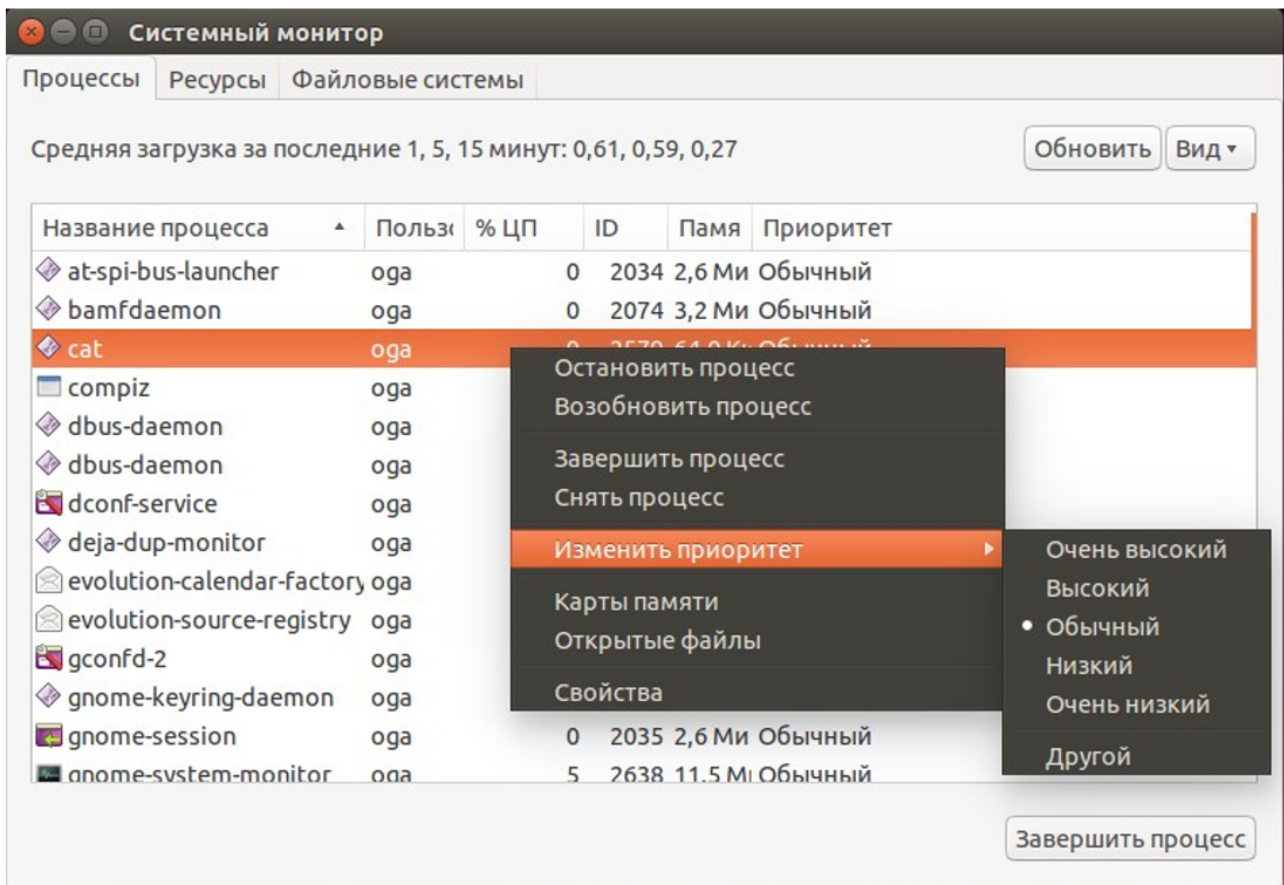 Системный монитор
Процессы Ресурсы Файловые системы
Средняя загрузка за последние 1, 5, 15 минут: 0,61, 0,59, 0,27 Обновить Вид
Название процесса Пользо % ЦП ID Памя Приоритет
at-spi-bus-launcher oga 0 2034 2,6 Ми Обычный
bamfdaemon oga 0 2074 3,2 Ми Обычный
cat oga
compiz oga
dbus-daemon oga
dbus-daemon oga
dconf-service oga
deja-dup-monitor oga
evolution-calendar-factory oga
evolution-source-registry oga
gconfd-2 oga
gnome-keyring-daemon oga
gnome-session oga 0 2035 2,6 Ми Обычный
gnome-system-monitor oga 5 2638 11,5 Ми Обычный
Остановить процесс
Возобновить процесс
Завершить процесс
Снять процесс
Изменить приоритет
Карты памяти
Открытые файлы
Свойства
Очень высокий
Высокий
Обычный
Низкий
Очень низкий
Другой
Завершить процесс